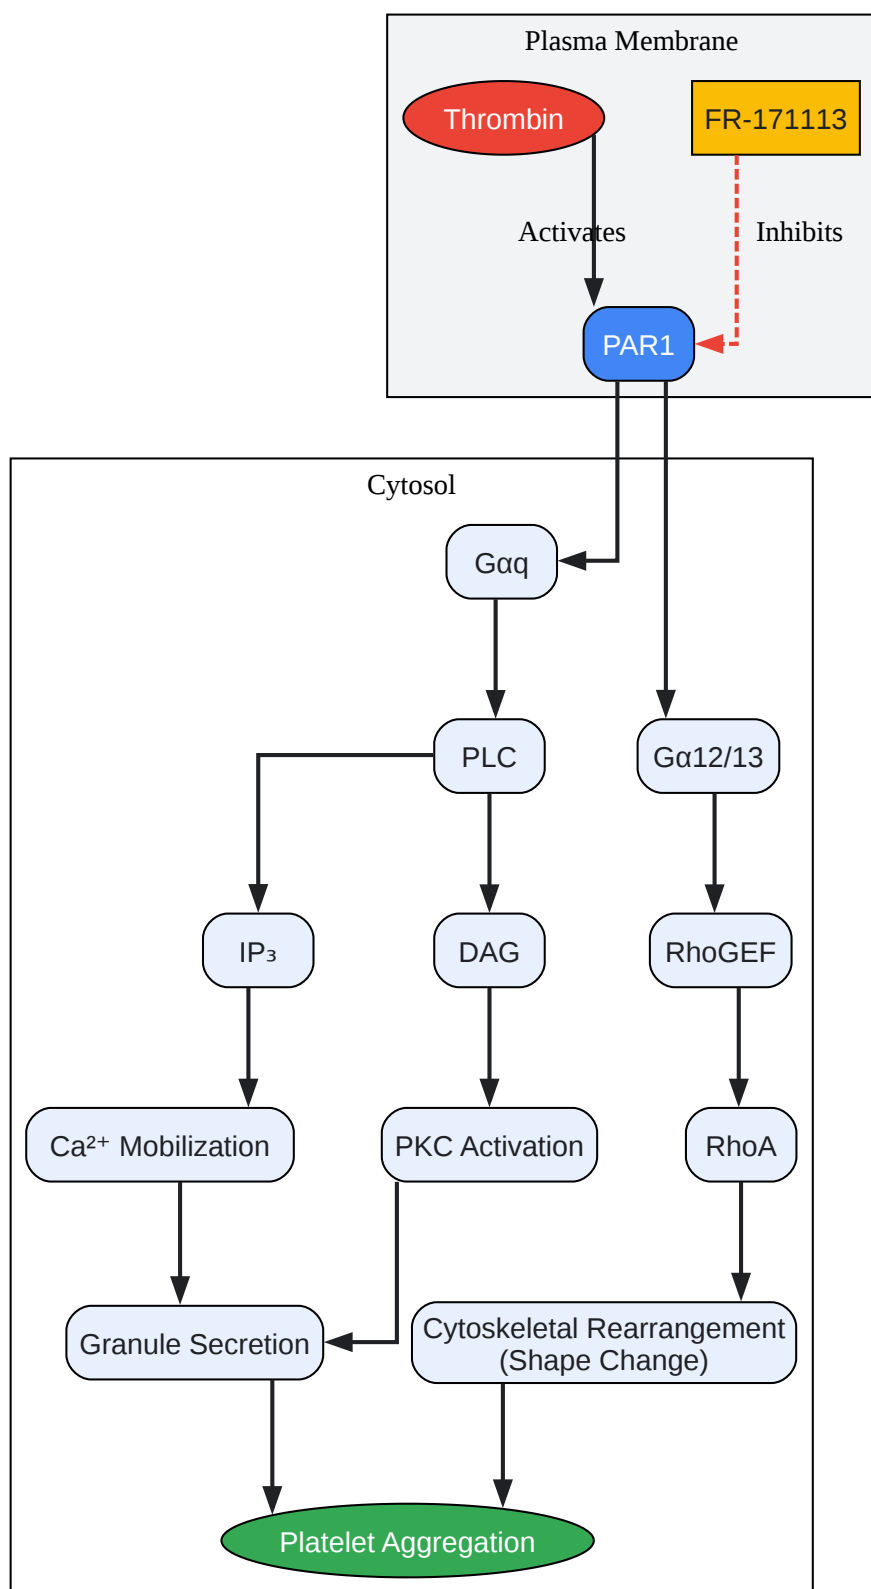 Plasma Membrane
Thrombin
FR-171113
Activates
Inhibits
PAR1
Cytosol
Gαq
PLC
Gα12/13
IP₃
DAG
RhoGEF
Ca²⁺ Mobilization
PKC Activation
RhoA
Granule Secretion
Cytoskeletal Rearrangement
(Shape Change)
Platelet Aggregation